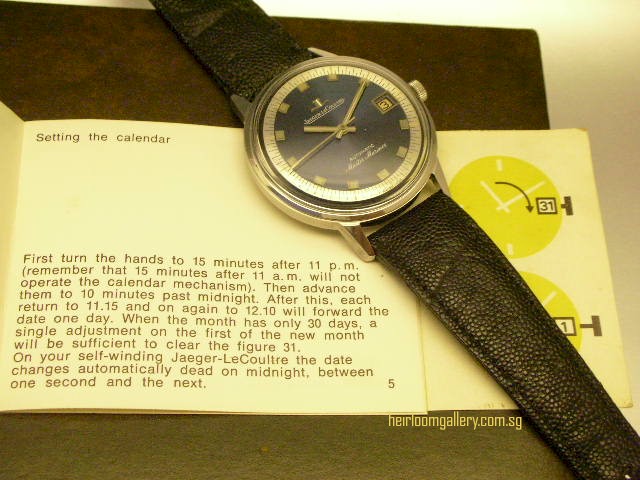 JAEGER-LECOULTRE
AUTOMATIC
Master Mariner
Setting the calendar
31
First turn the hands to 15 minutes after 11 p.m.
(remember that 15 minutes after 11 a.m. will not
operate the calendar mechanism). Then advance
them to 10 minutes past midnight. After this, each
return to 11.15 and on again to 12.10 will forward the
date one day. When the month has only 30 days, a
single adjustment on the first of the new month
will be sufficient to clear the figure 31.
On your self-winding Jaeger-LeCoultre the date
changes automatically dead on midnight, between
one second and the next.
5
1
heirloomgallery.com.sg